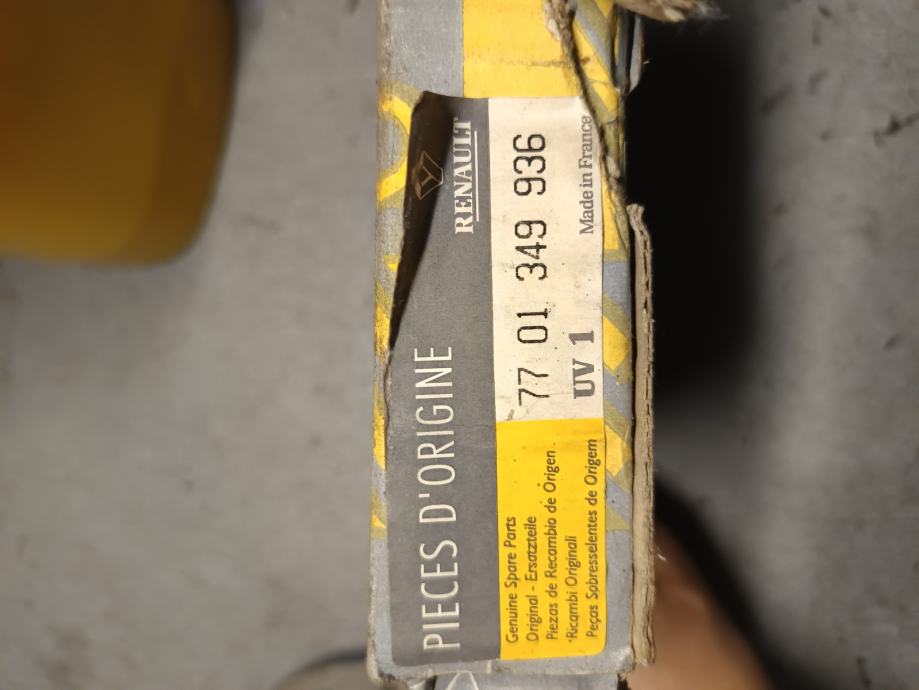 PIECES D'ORIGINE
RENAULT
77 01 349 936
UV 1
Made in France
Genuine Spare Parts
Original - Ersatzteile
Piezas de Recambio de Origen
Ricambi Originali
Peças Sobresselentes de Origem